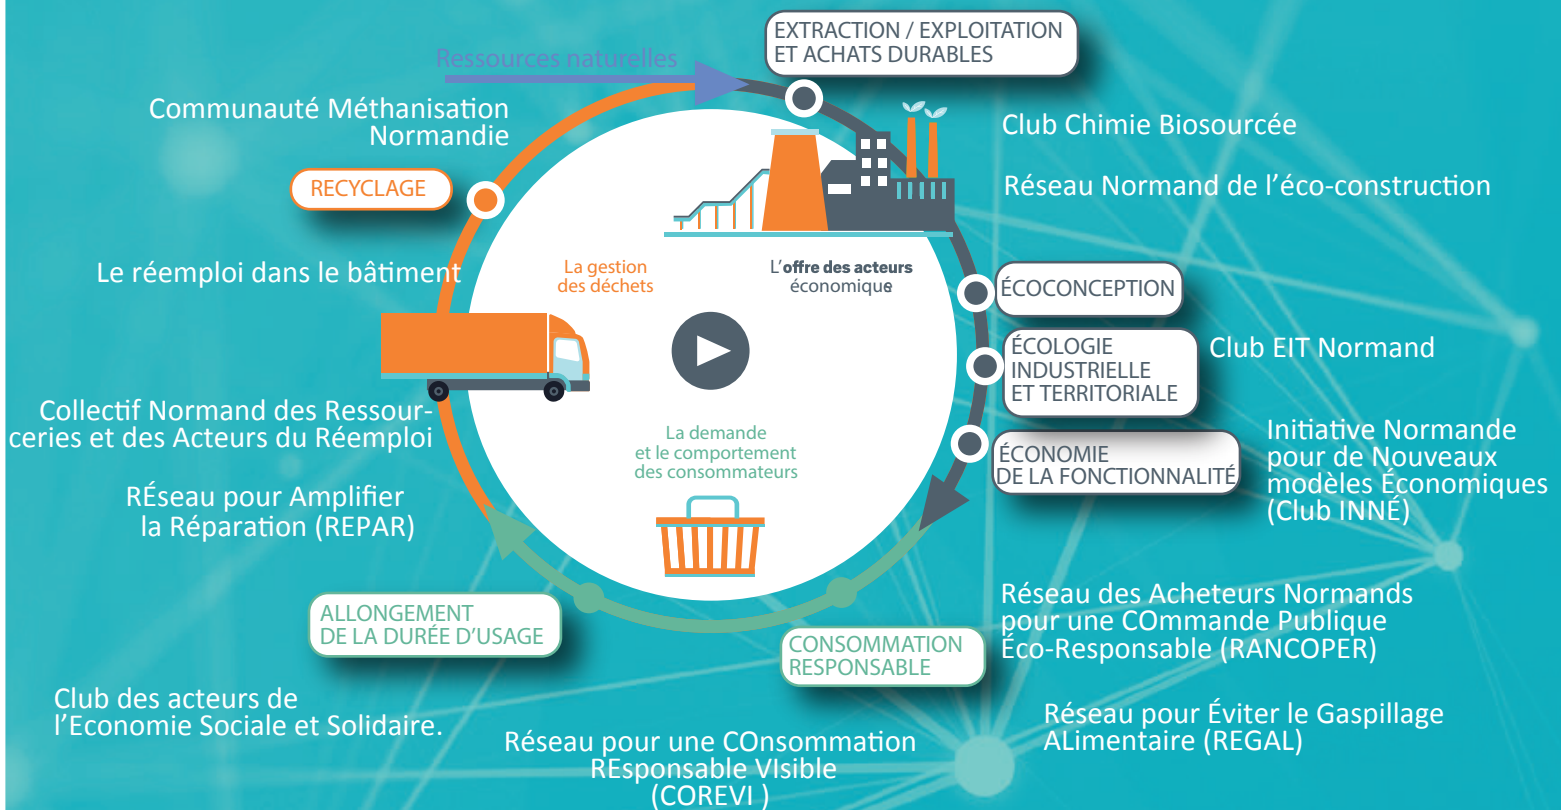 Ressources naturelles
EXTRACTION / EXPLOITATION
ET ACHATS DURABLES
Communauté Méthanisation
Normandie
Club Chimie Biosourcée
RECYCLAGE
Réseau Normand de l’éco-construction
Le réemploi dans le bâtiment
La gestion
des déchets
L’offre des acteurs
économique
ÉCOCONCEPTION
ÉCOLOGIE
INDUSTRIELLE
ET TERRITORIALE
Club EIT Normand
Collectif Normand des Ressour-
ceries et des Acteurs du Réemploi
La demande
et le comportement
des consommateurs
ÉCONOMIE
DE LA FONCTIONNALITÉ
Initiative Normande
pour de Nouveaux
modèles Économiques
(Club INNÉ)
RÉseau pour Amplifier
la Réparation (REPAR)
ALLONGEMENT
DE LA DURÉE D’USAGE
CONSOMMATION
RESPONSABLE
Réseau des Acheteurs Normands
pour une COmmande Publique
Éco-Responsable (RANCOPER)
Club des acteurs de
l’Economie Sociale et Solidaire.
Réseau pour une COnsommation
REsponsable VIsible
(COREVI )
Réseau pour Éviter le Gaspillage
ALimentaire (REGAL)